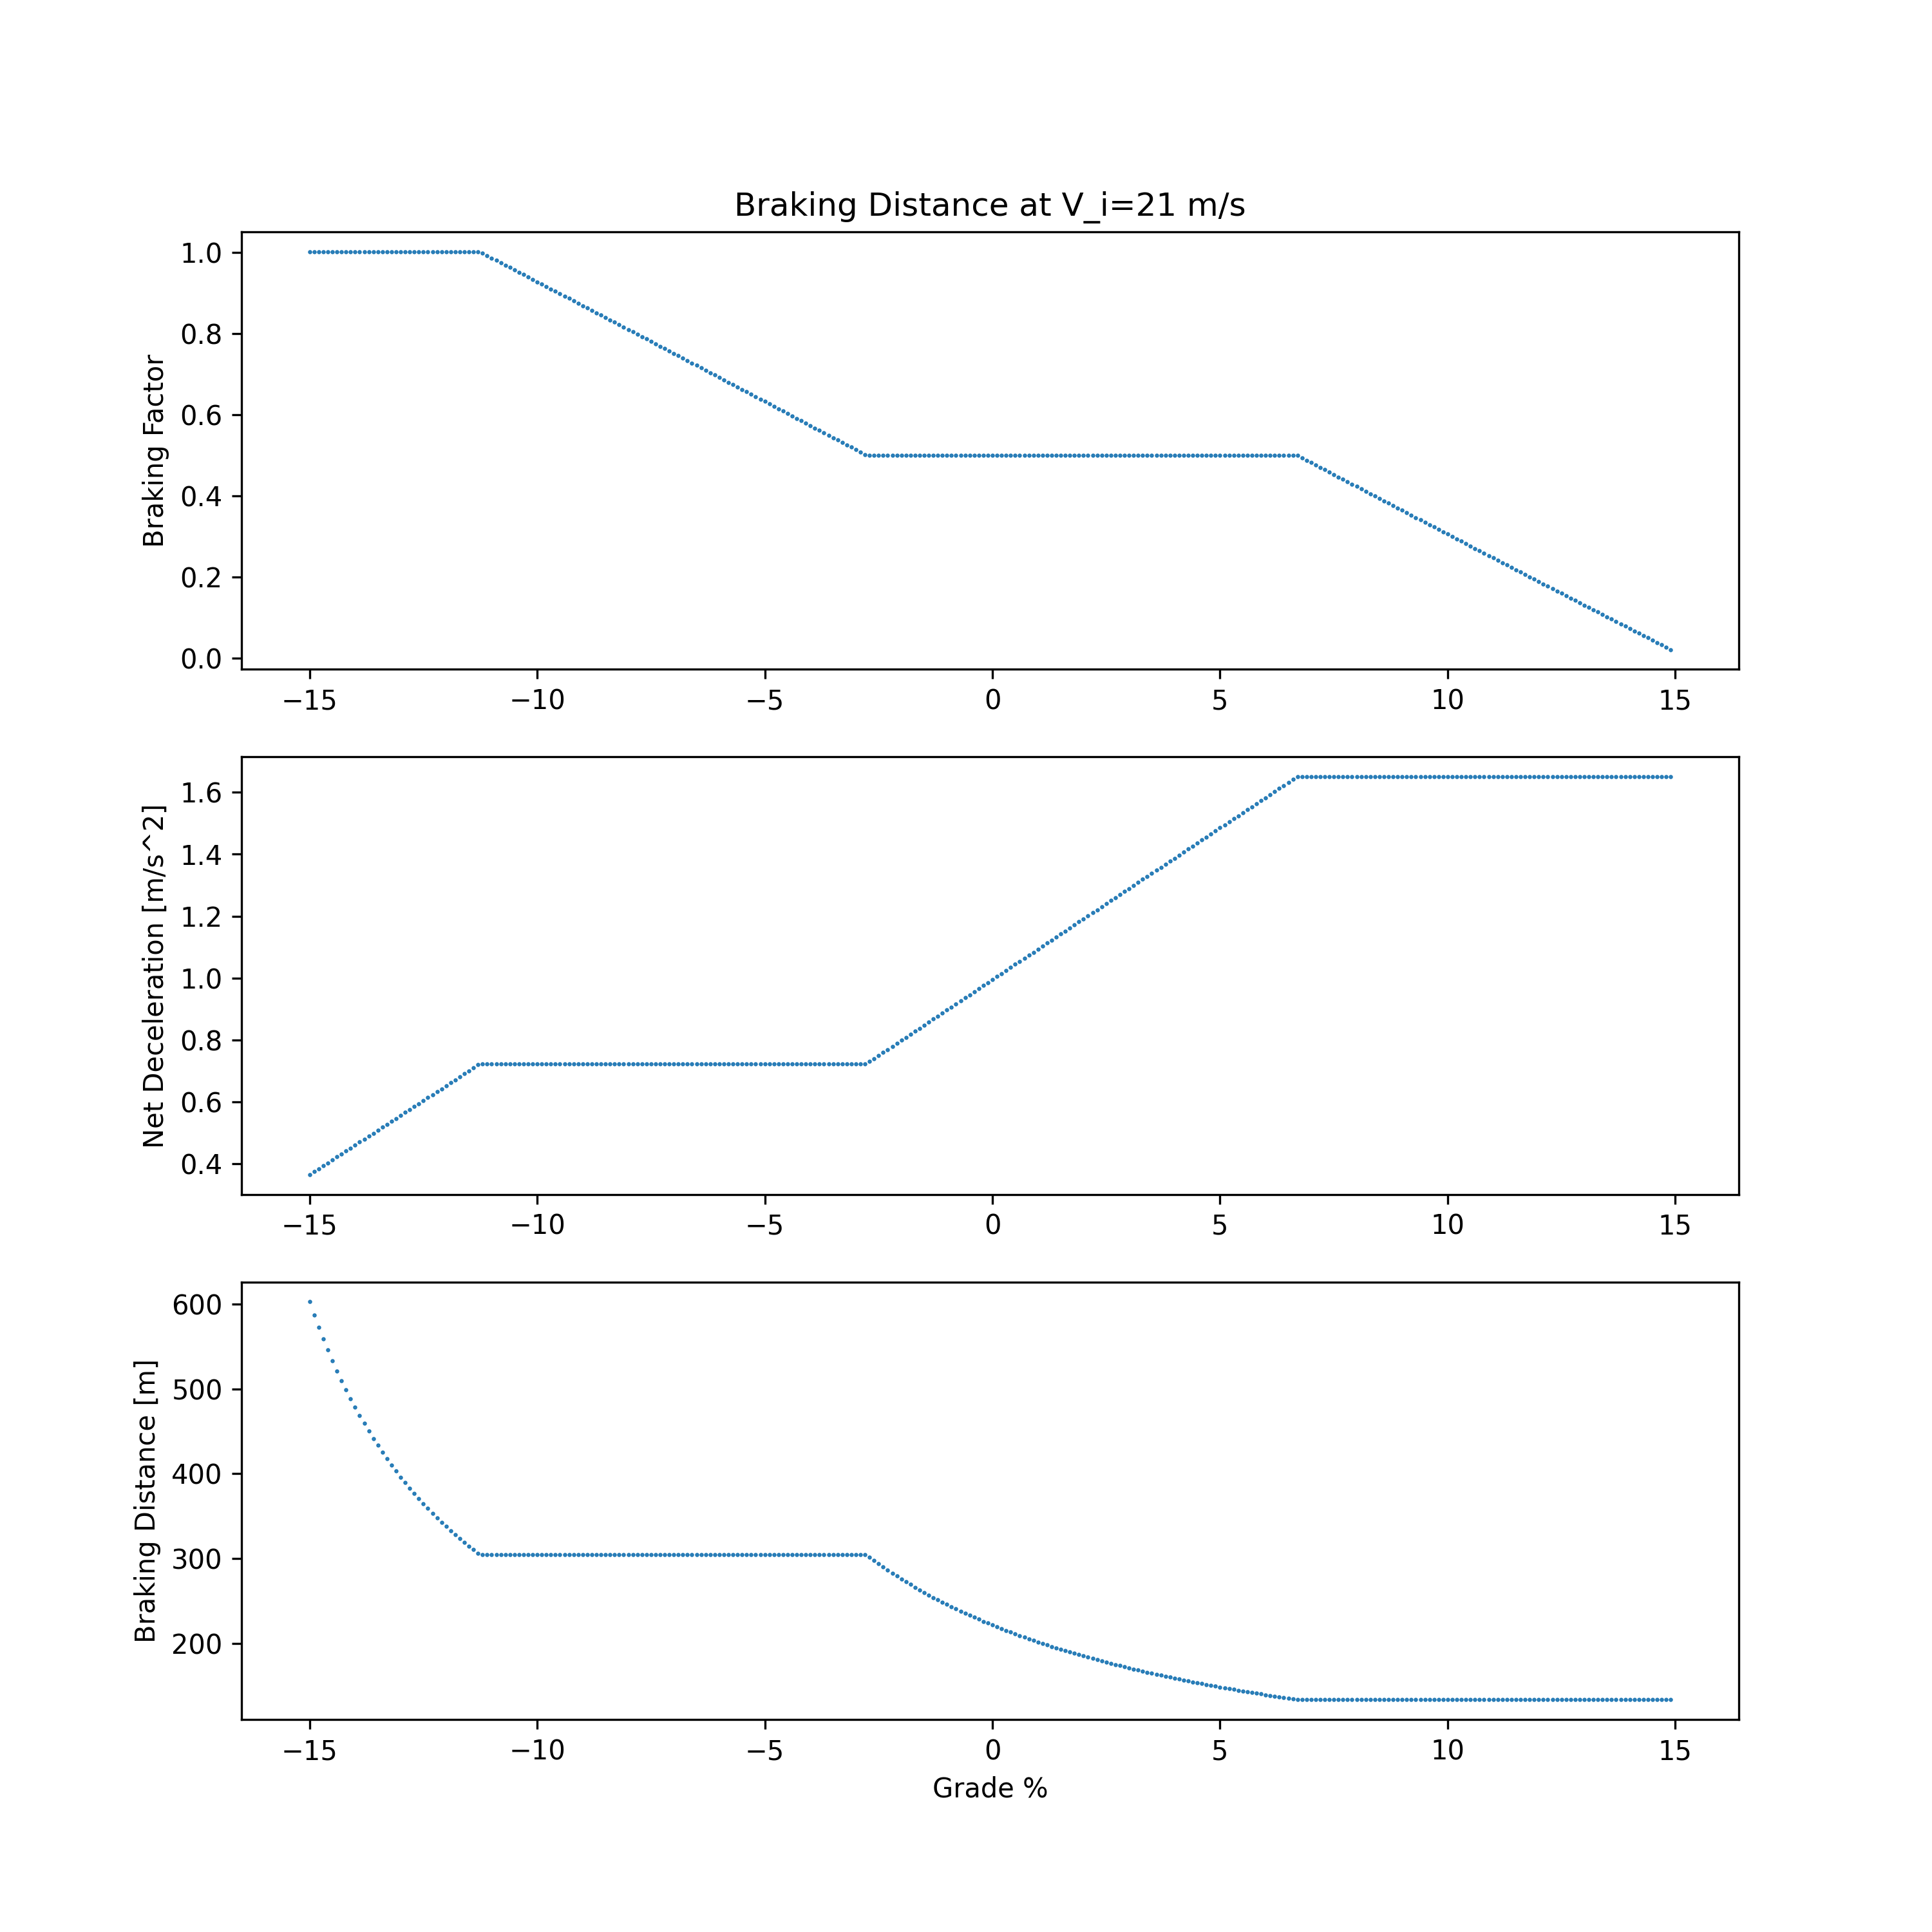 Braking Distance at V_i=21 m/s
Braking Factor
1.0
0.8
0.6
0.4
0.2
0.0
−15 −10 −5 0 5 10 15
Net Deceleration [m/s^2]
1.6
1.4
1.2
1.0
0.8
0.6
0.4
−15 −10 −5 0 5 10 15
Braking Distance [m]
600
500
400
300
200
−15 −10 −5 0 5 10 15
Grade %